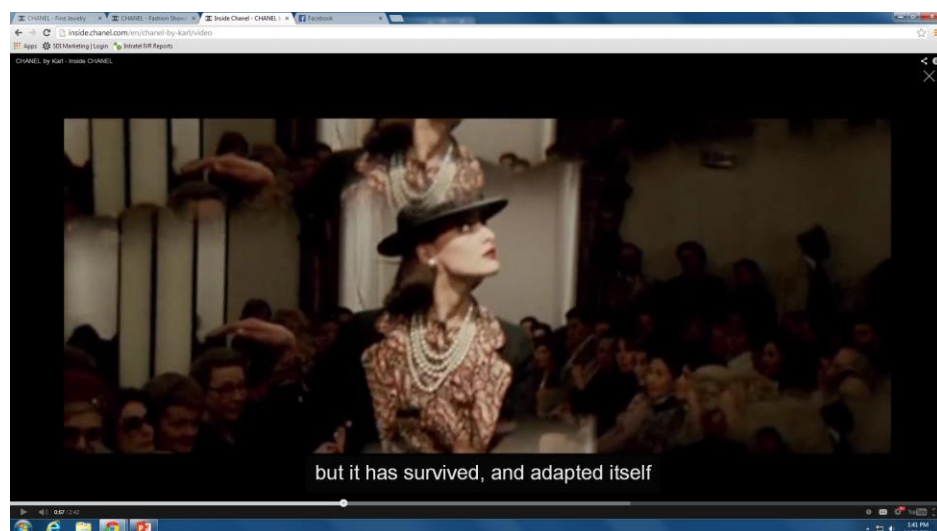 CHANEL - Fine Jewelry
CHANEL - Fashion Shows
Inside Chanel - CHANEL
Facebook
inside.chanel.com/en/chanel-by-karl/video
Apps
SDI Marketing | Login
Intratel IVR Reports
CHANEL by Karl - Inside CHANEL
but it has survived, and adapted itself
0:57 / 2:42
1:41 PM